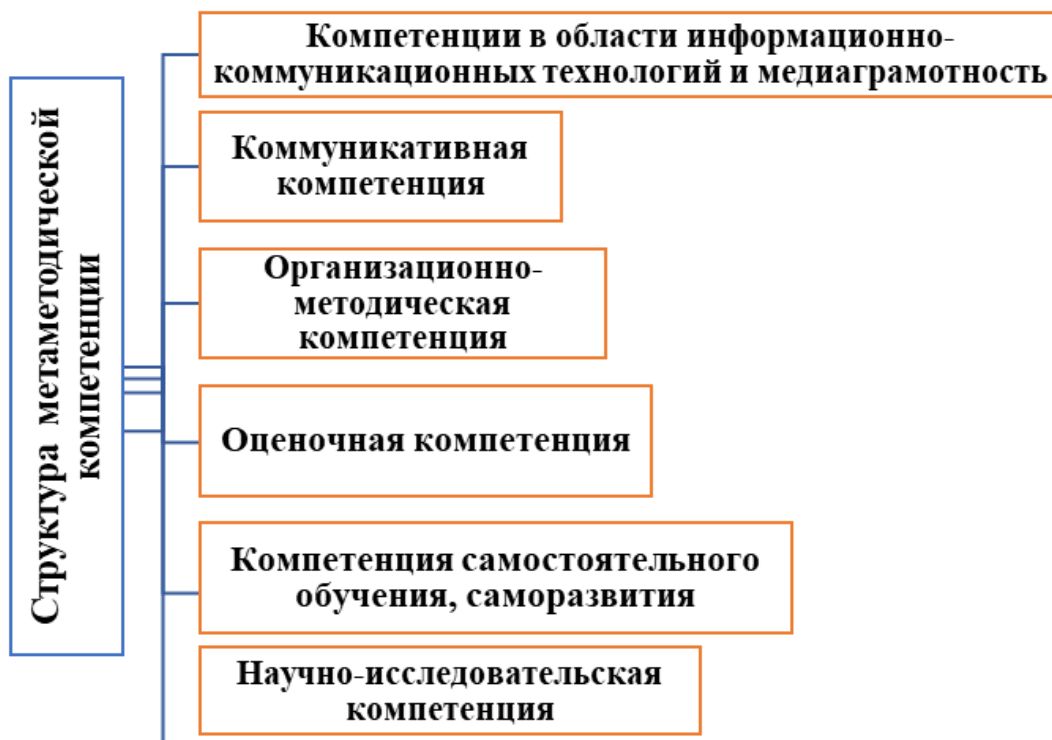 Структура метаметодической
компетенции
Компетенции в области информационно-
коммуникационных технологий и медиаграмотность
Коммуникативная
компетенция
Организационно-
методическая
компетенция
Оценочная компетенция
Компетенция самостоятельного
обучения, саморазвития
Научно-исследовательская
компетенция